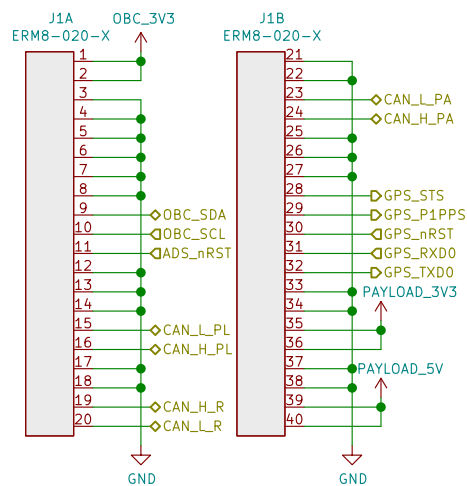 J1A
ERM8-020-X
OBC_3V3
1
2
3
4
5
6
7
8
9 OBC_SDA
10 OBC_SCL
11 ADS_nRST
12
13
14
15 CAN_L_PL
16 CAN_H_PL
17
18
19 CAN_H_R
20 CAN_L_R
GND
J1B
ERM8-020-X
21
22
23 CAN_L_PA
24 CAN_H_PA
25
26
27
28 GPS_STS
29 GPS_P1PPS
30 GPS_nRST
31 GPS_RXD0
32 GPS_TXD0
33
34 PAYLOAD_3V3
35
36
37
38 PAYLOAD_5V
39
40
GND